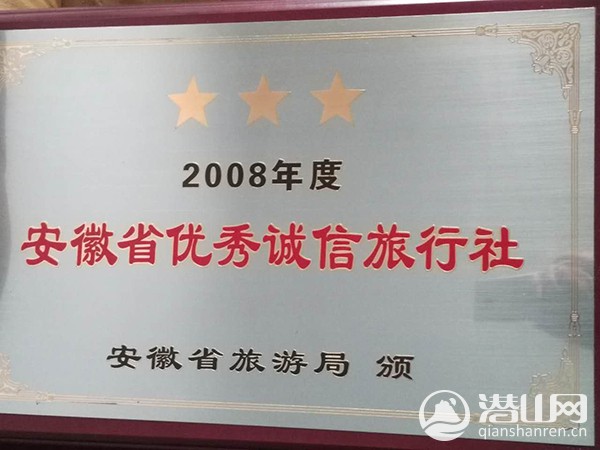 2008年度
安徽省优秀诚信旅行社
安徽省旅游局 颁
潜山网
qianshanren.cn